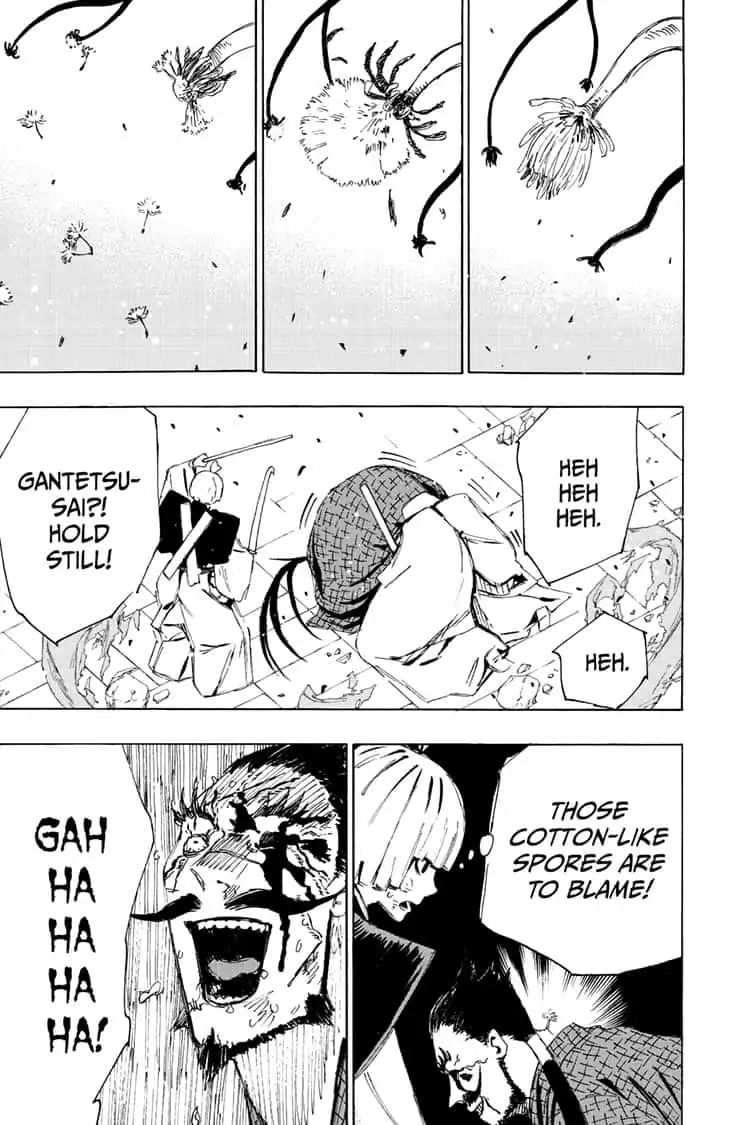 HEH
HEH
HEH.
HEH.
GANTETSU-
SAI?!
HOLD
STILL!
THOSE
COTTON-LIKE
SPORES ARE
TO BLAME!
GAH
HA
HA
HA
HA!